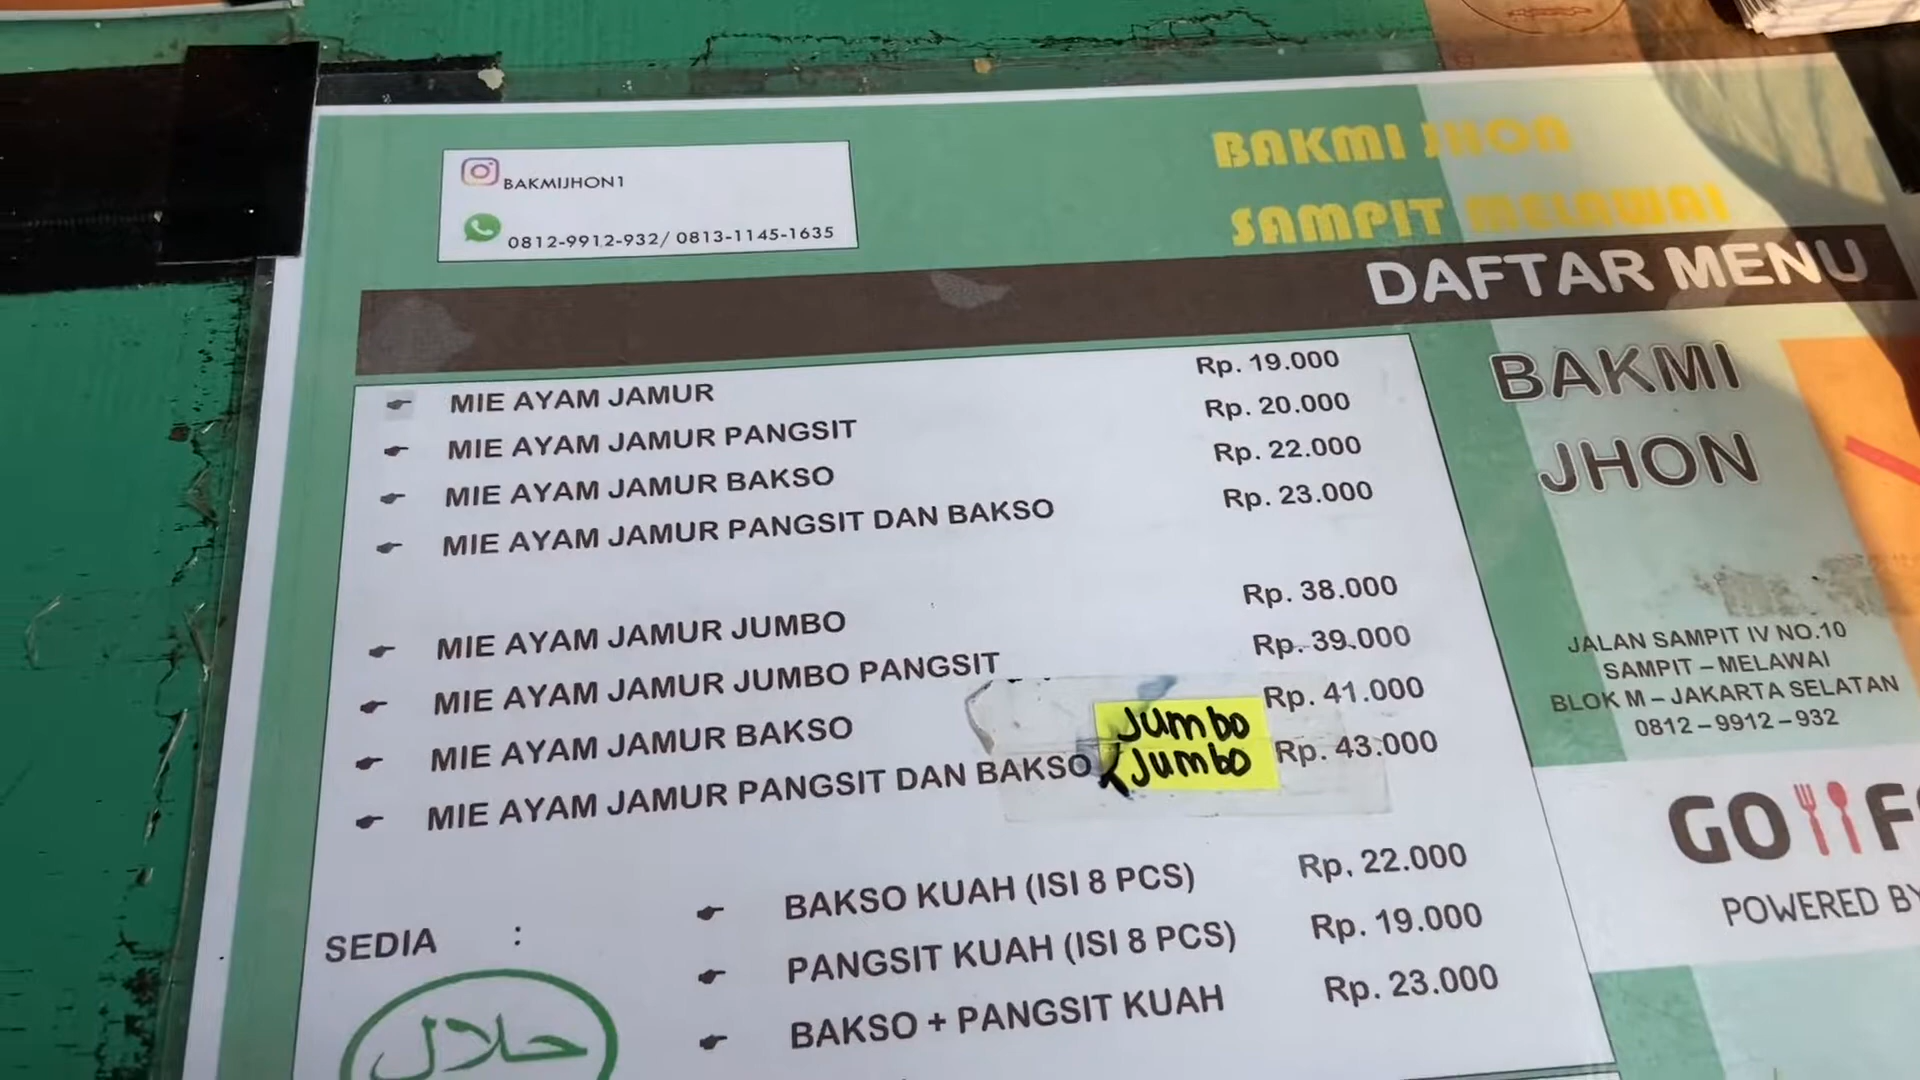 BAKMIJHON1
0812-9912-932/ 0813-1145-1635
BAKMI JHON
SAMPIT MELAWAI
DAFTAR MENU
MIE AYAM JAMUR Rp. 19.000
MIE AYAM JAMUR PANGSIT Rp. 20.000
MIE AYAM JAMUR BAKSO Rp. 22.000
MIE AYAM JAMUR PANGSIT DAN BAKSO Rp. 23.000
MIE AYAM JAMUR JUMBO Rp. 38.000
MIE AYAM JAMUR JUMBO PANGSIT Rp. 39.000
MIE AYAM JAMUR BAKSO Jumbo Rp. 41.000
MIE AYAM JAMUR PANGSIT DAN BAKSO Jumbo Rp. 43.000
SEDIA :
BAKSO KUAH (ISI 8 PCS) Rp. 22.000
PANGSIT KUAH (ISI 8 PCS) Rp. 19.000
BAKSO + PANGSIT KUAH Rp. 23.000
حلال
BAKMI
JHON
JALAN SAMPIT IV NO.10
SAMPIT – MELAWAI
BLOK M – JAKARTA SELATAN
0812 – 9912 – 932
GO F
POWERED BY